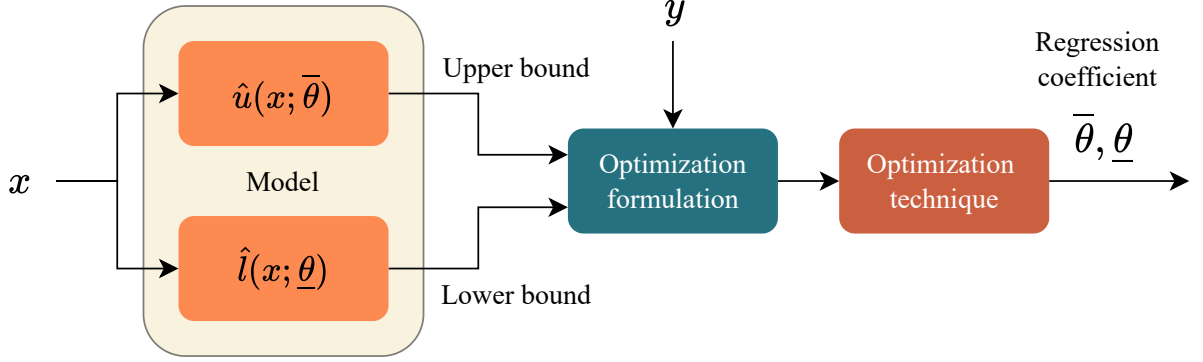 y
Regression
coefficient
Upper bound
û(x; θ̅)
θ̅, θ̲
Optimization
formulation
Optimization
technique
x
Model
l̂(x; θ̲)
Lower bound